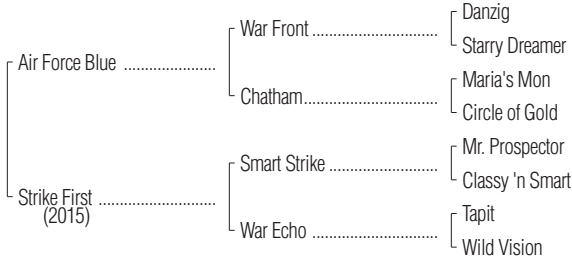 Danzig
War Front ..............................
Starry Dreamer
Air Force Blue ......................
Maria's Mon
Chatham................................
Circle of Gold
Mr. Prospector
Smart Strike ..........................
Classy 'n Smart
Strike First ............................
(2015)
Tapit
War Echo ..............................
Wild Vision